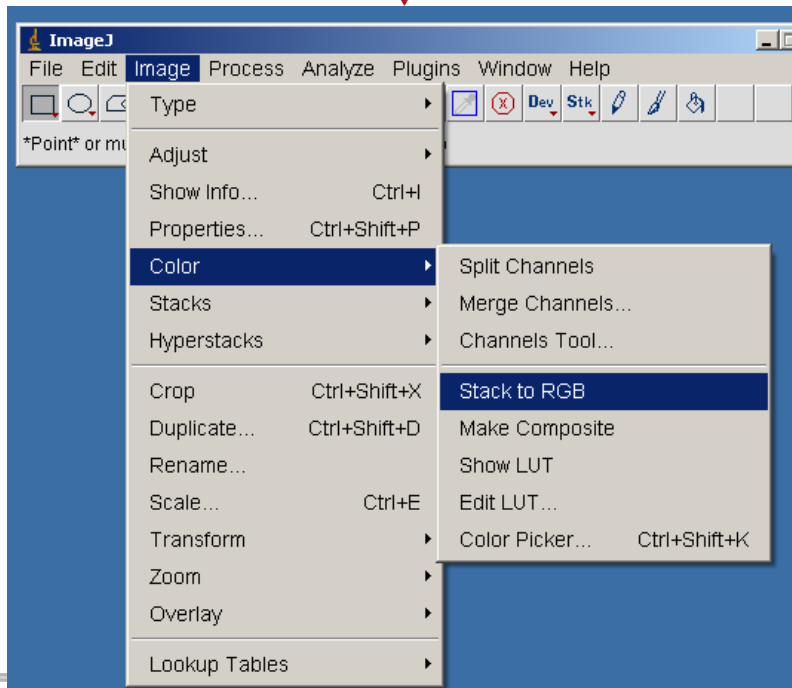 ImageJ
File Edit Image Process Analyze Plugins Window Help
Dev Stk
*Point* or mu
Type
Adjust
Show Info... Ctrl+I
Properties... Ctrl+Shift+P
Color
Stacks
Hyperstacks
Crop Ctrl+Shift+X
Duplicate... Ctrl+Shift+D
Rename...
Scale... Ctrl+E
Transform
Zoom
Overlay
Lookup Tables
Split Channels
Merge Channels...
Channels Tool...
Stack to RGB
Make Composite
Show LUT
Edit LUT...
Color Picker... Ctrl+Shift+K